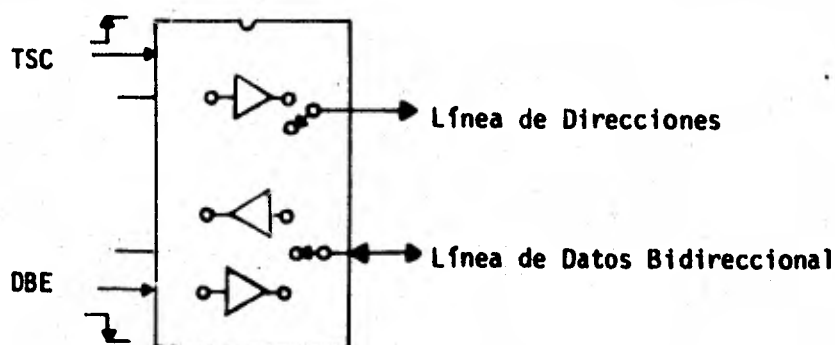 TSC
Línea de Direcciones
Línea de Datos Bidireccional
DBE